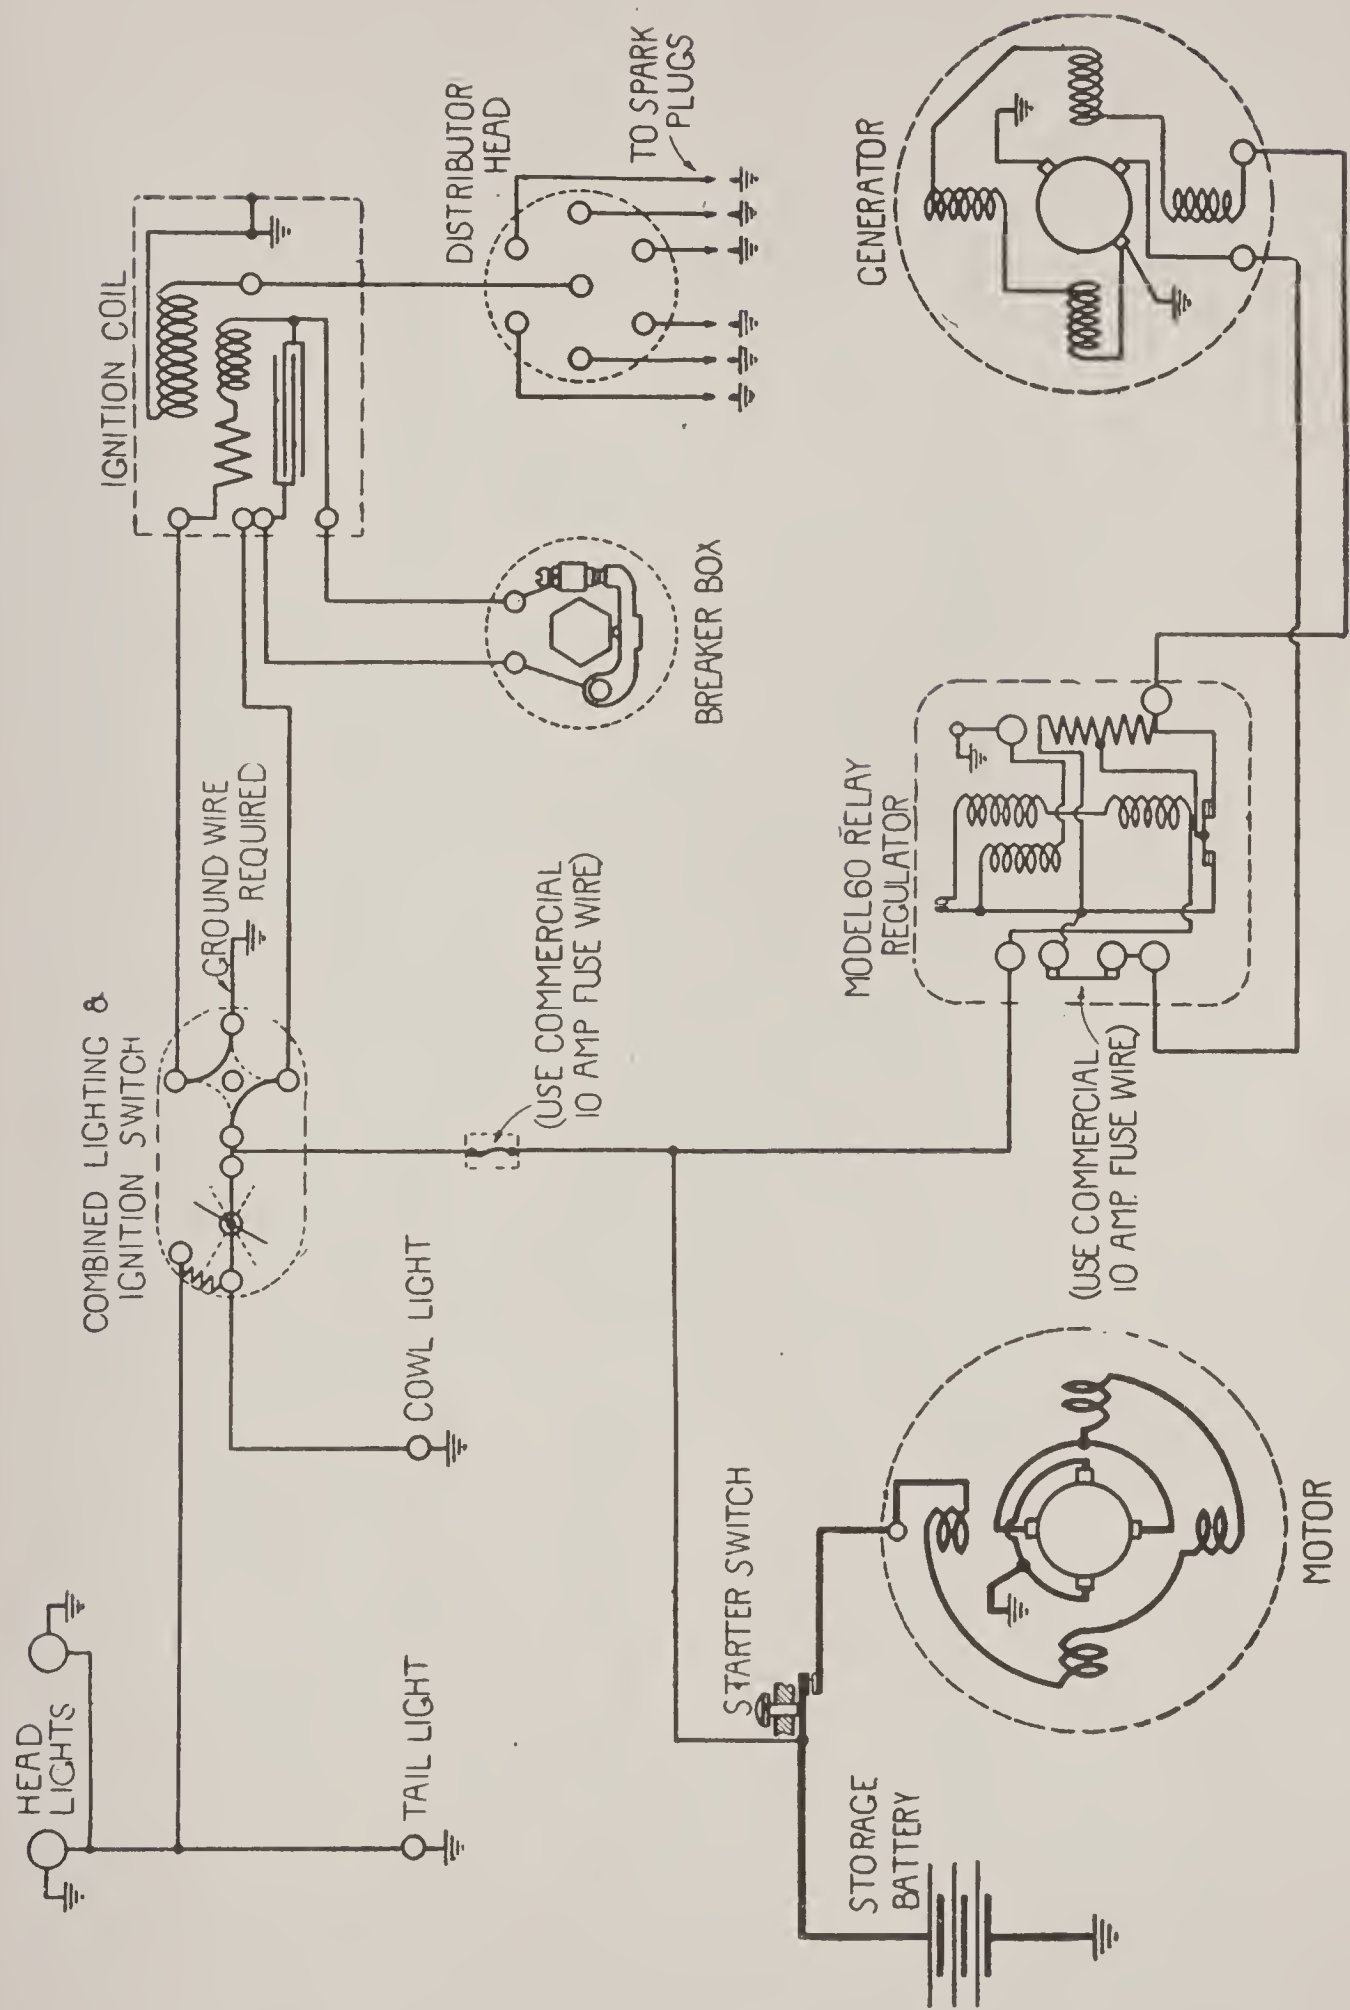 HEAD
LIGHTS
COMBINED LIGHTING &
IGNITION SWITCH
IGNITION COIL
GROUND WIRE
REQUIRED
DISTRIBUTOR
HEAD
TO SPARK
PLUGS
TAIL LIGHT
COWL LIGHT
(USE COMMERCIAL
10 AMP FUSE WIRE)
BREAKER BOX
STARTER SWITCH
STORAGE
BATTERY
MODEL 60 RELAY
REGULATOR
GENERATOR
(USE COMMERCIAL
10 AMP. FUSE WIRE)
MOTOR